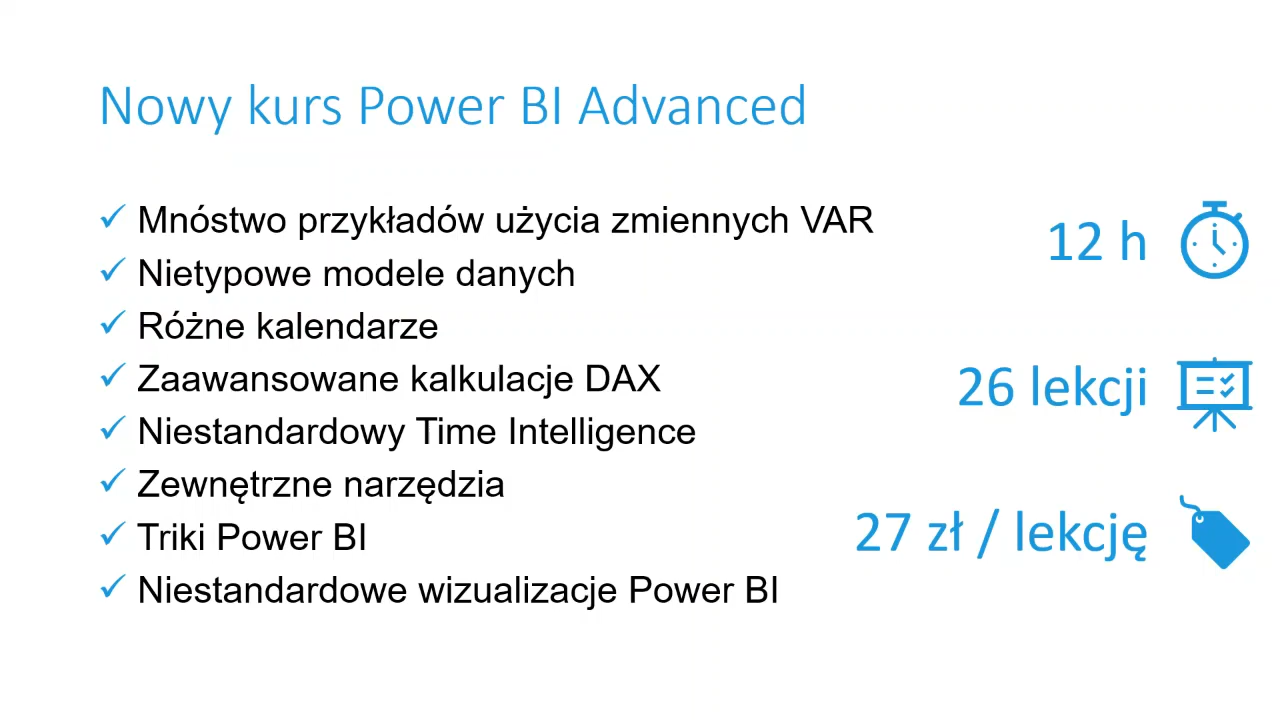 Nowy kurs Power BI Advanced
Mnóstwo przykładów użycia zmiennych VAR
Nietypowe modele danych
Różne kalendarze
Zaawansowane kalkulacje DAX
Niestandardowy Time Intelligence
Zewnętrzne narzędzia
Triki Power BI
Niestandardowe wizualizacje Power BI
12 h
26 lekcji
27 zł / lekcję